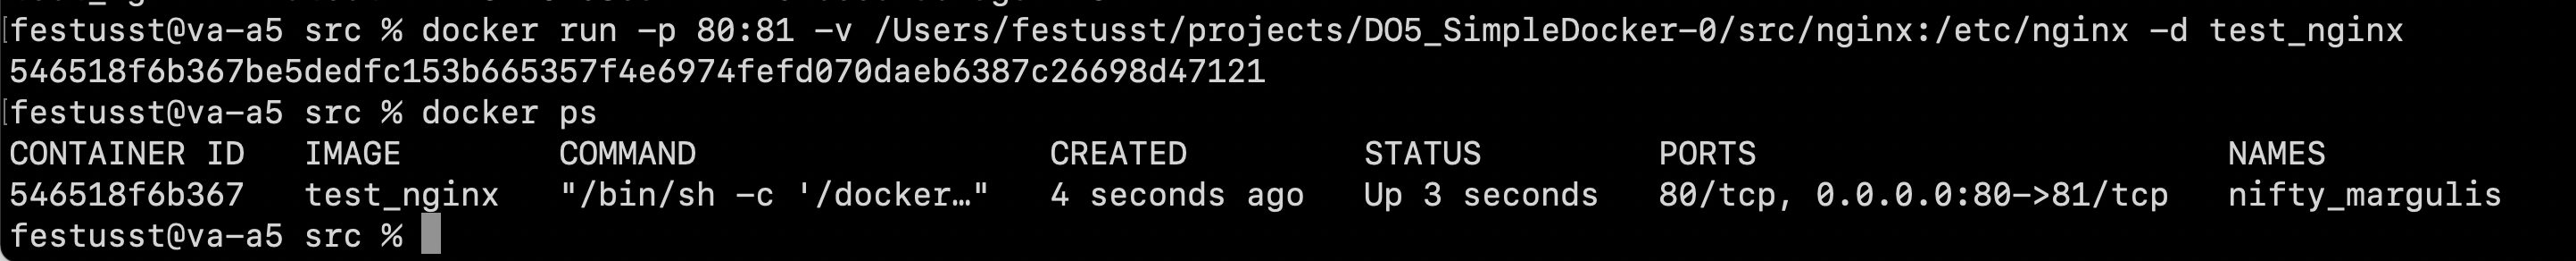 festusst@va-a5 src % docker run -p 80:81 -v /Users/festusst/projects/DO5_SimpleDocker-0/src/nginx:/etc/nginx -d test_nginx
546518f6b367be5dedfc153b665357f4e6974fefd070daeb6387c26698d47121
festusst@va-a5 src % docker ps
CONTAINER ID   IMAGE        COMMAND                  CREATED         STATUS         PORTS                        NAMES
546518f6b367   test_nginx   "/bin/sh -c '/docker…"   4 seconds ago   Up 3 seconds   80/tcp, 0.0.0.0:80->81/tcp   nifty_margulis
festusst@va-a5 src %